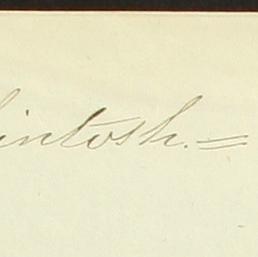 intosh. =